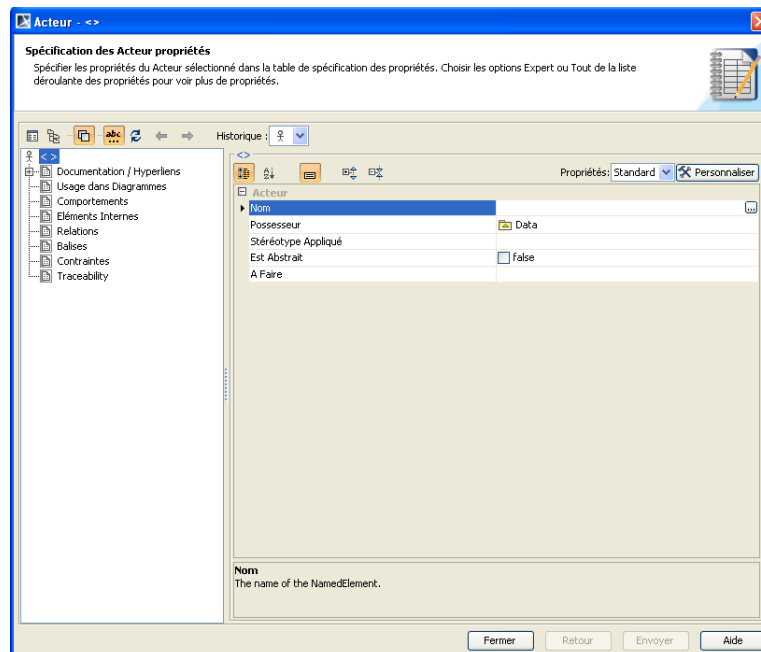 Acteur - <>
Spécification des Acteur propriétés
Spécifier les propriétés du Acteur sélectionné dans la table de spécification des propriétés. Choisir les options Expert ou Tout de la liste
déroulante des propriétés pour voir plus de propriétés.
Historique :
<>
Documentation / Hyperliens
Usage dans Diagrammes
Comportements
Eléments Internes
Relations
Balises
Contraintes
Traceability
<>
Propriétés: Standard Personnaliser
Acteur
Nom ...
Possesseur Data
Stéréotype Appliqué
Est Abstrait false
A Faire
Nom
The name of the NamedElement.
Fermer Retour Envoyer Aide